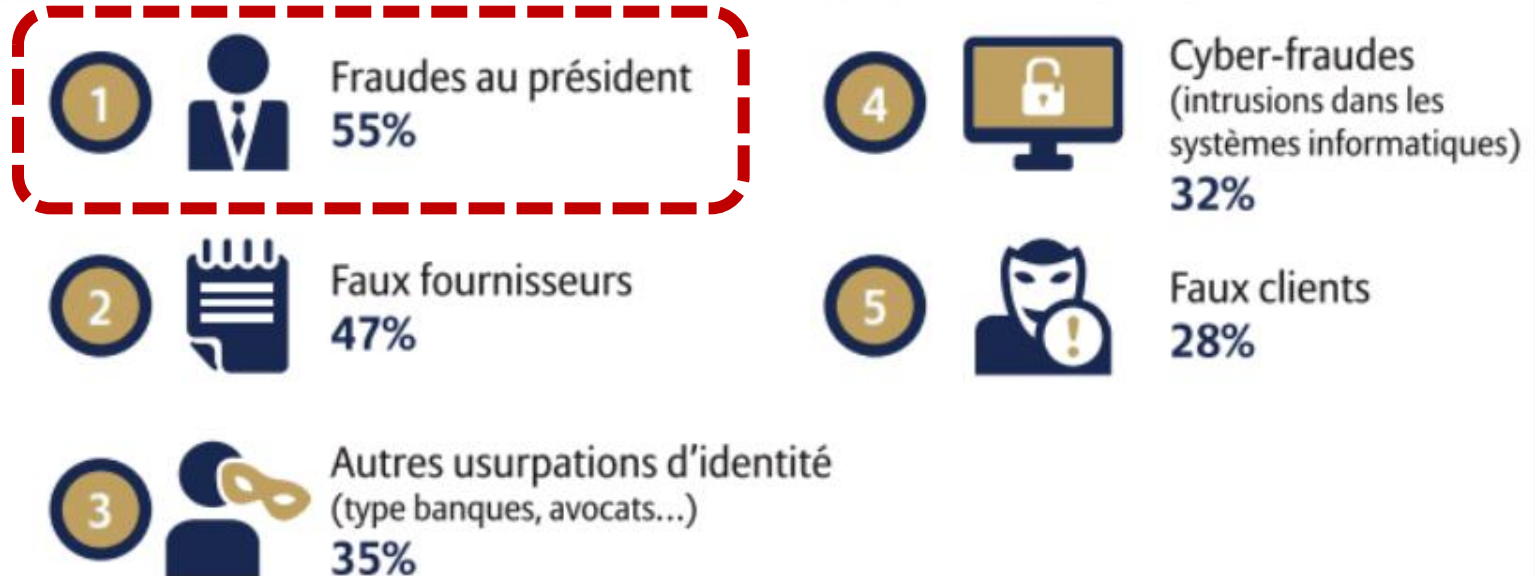 1
Fraudes au président
55%
2
Faux fournisseurs
47%
3
Autres usurpations d'identité
(type banques, avocats...)
35%
4
Cyber-fraudes
(intrusions dans les
systèmes informatiques)
32%
5
Faux clients
28%
!